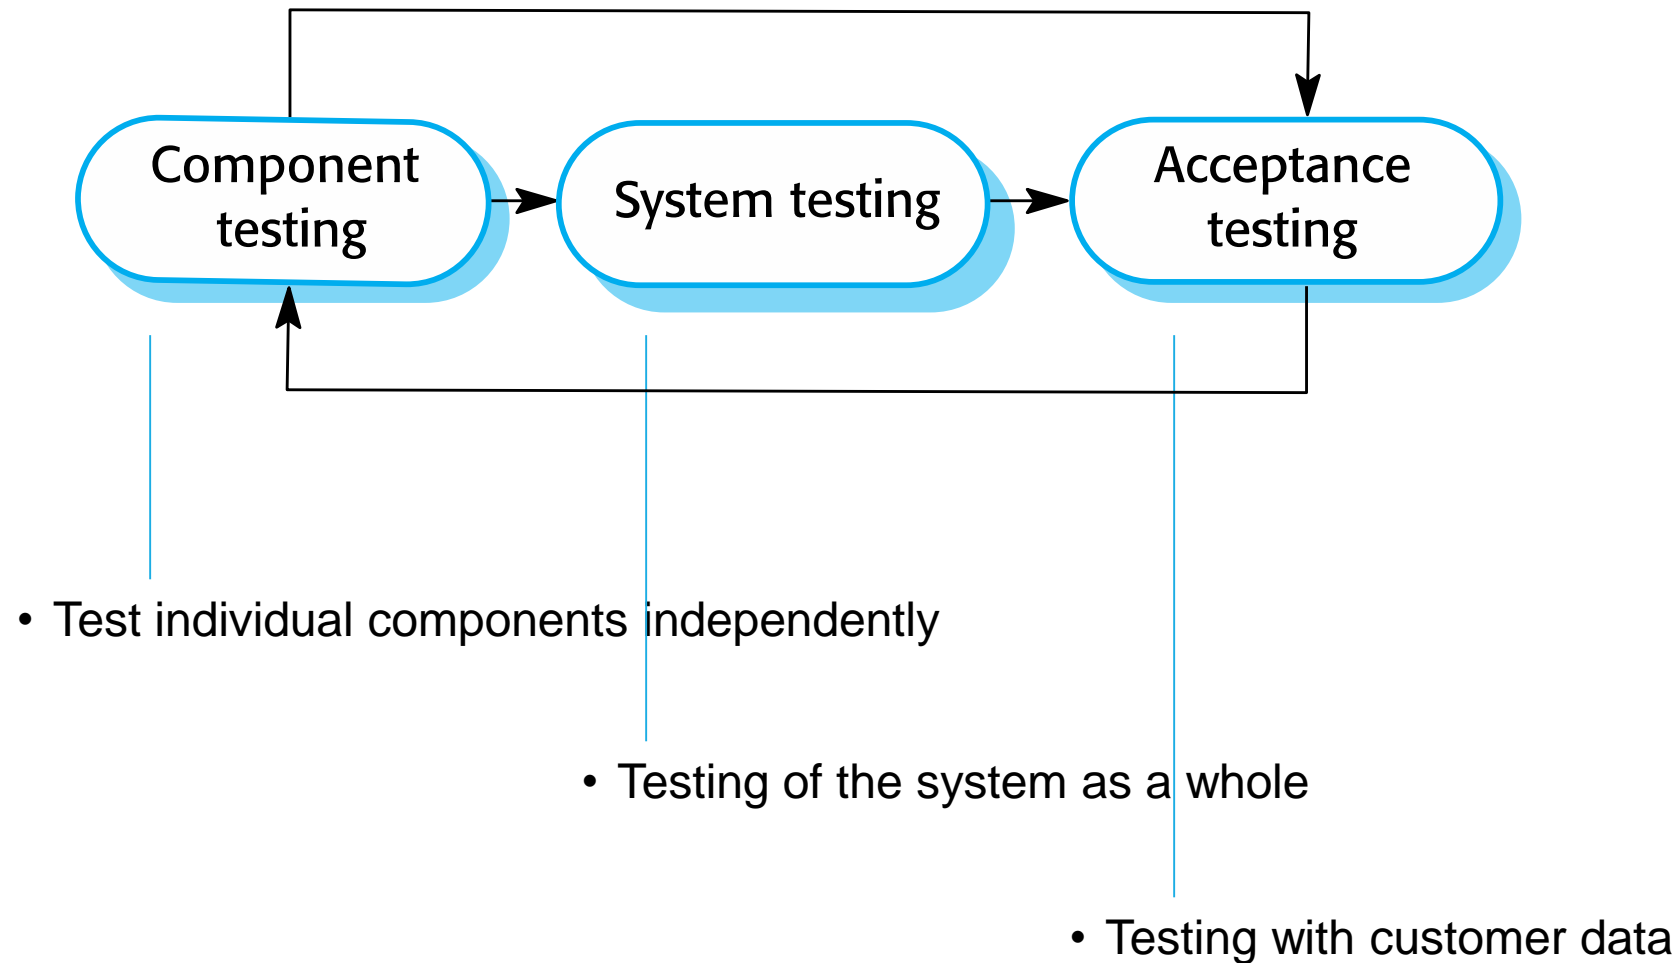 Component
testing
System testing
Acceptance
testing
• Test individual components independently
• Testing of the system as a whole
• Testing with customer data